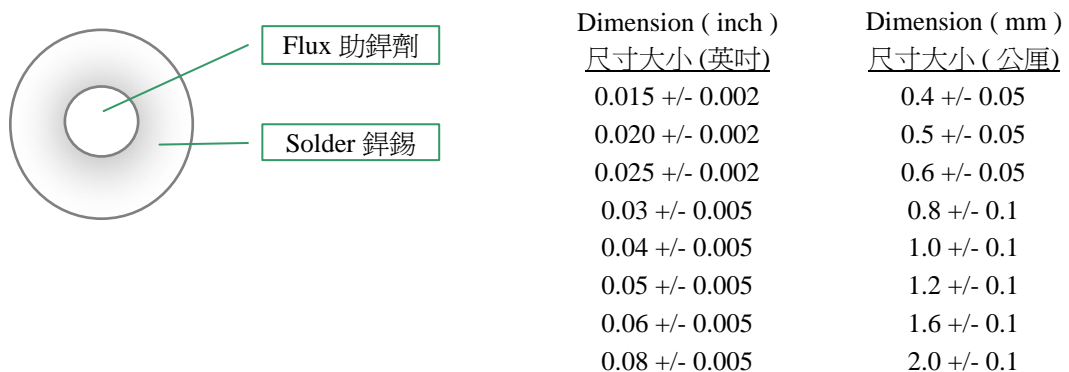 Flux 助銲劑
Solder 銲錫
Dimension ( inch ) Dimension ( mm )
尺寸大小 (英吋) 尺寸大小 ( 公厘)
0.015 +/- 0.002 0.4 +/- 0.05
0.020 +/- 0.002 0.5 +/- 0.05
0.025 +/- 0.002 0.6 +/- 0.05
0.03 +/- 0.005 0.8 +/- 0.1
0.04 +/- 0.005 1.0 +/- 0.1
0.05 +/- 0.005 1.2 +/- 0.1
0.06 +/- 0.005 1.6 +/- 0.1
0.08 +/- 0.005 2.0 +/- 0.1